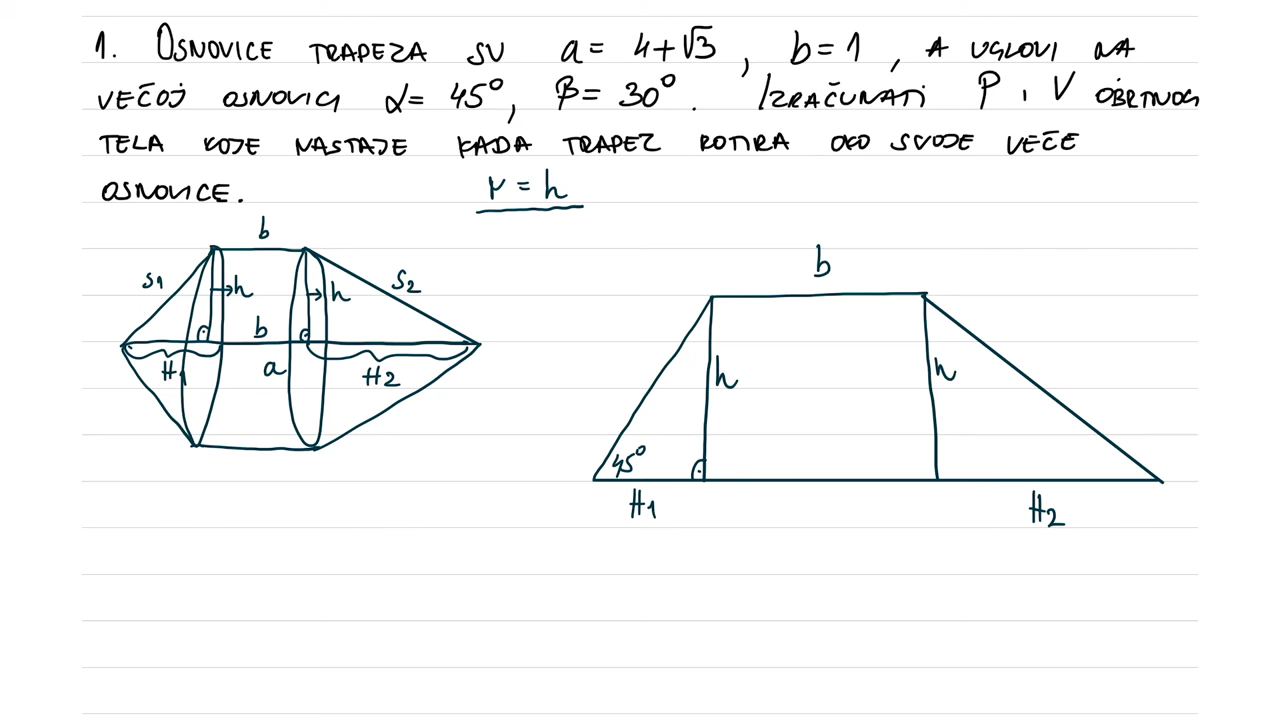 1. OSNOVICE TRAPEZA SU a = 4+√3, b = 1, A UGLOVI NA
VEĆOJ OSNOVICI α = 45°, β = 30°. IZRAČUNATI P I V OBRTNOG
TELA KOJE NASTAJE KADA TRAPEZ ROTIRA OKO SVOJE VEĆE
OSNOVICE. r = h
b
s1 h h s2
b
H1 a H2
b
h h
45°
H1 H2